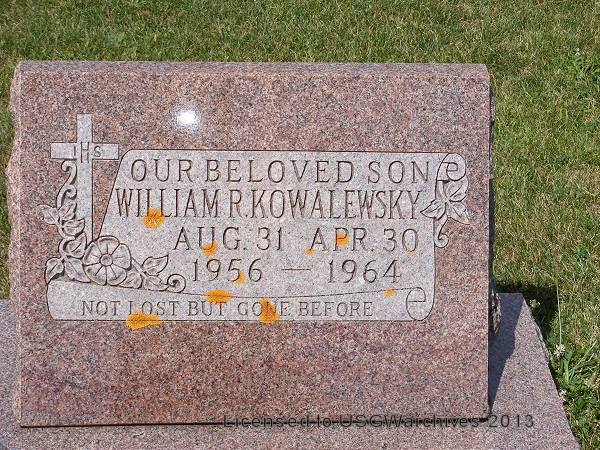 IHS
OUR BELOVED SON
WILLIAM R. KOWALEWSKY
AUG. 31 APR. 30
1956 — 1964
NOT LOST BUT GONE BEFORE
Licensed to USGWarchives 2013